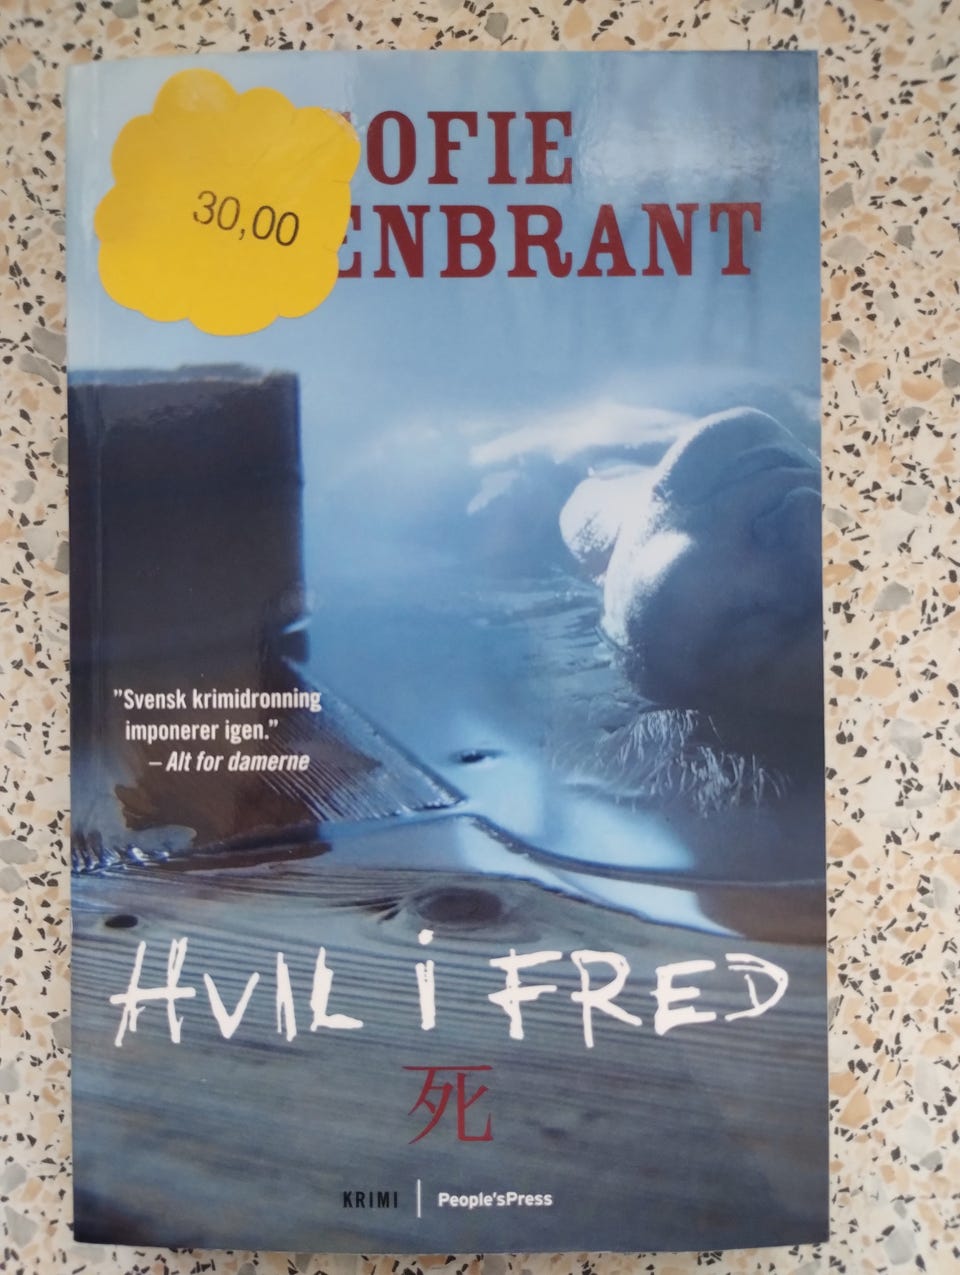 30,00
OFIE
ENBRANT
”Svensk krimidronning
imponerer igen.”
– Alt for damerne
HVIL i FRED
死
KRIMI | People'sPress